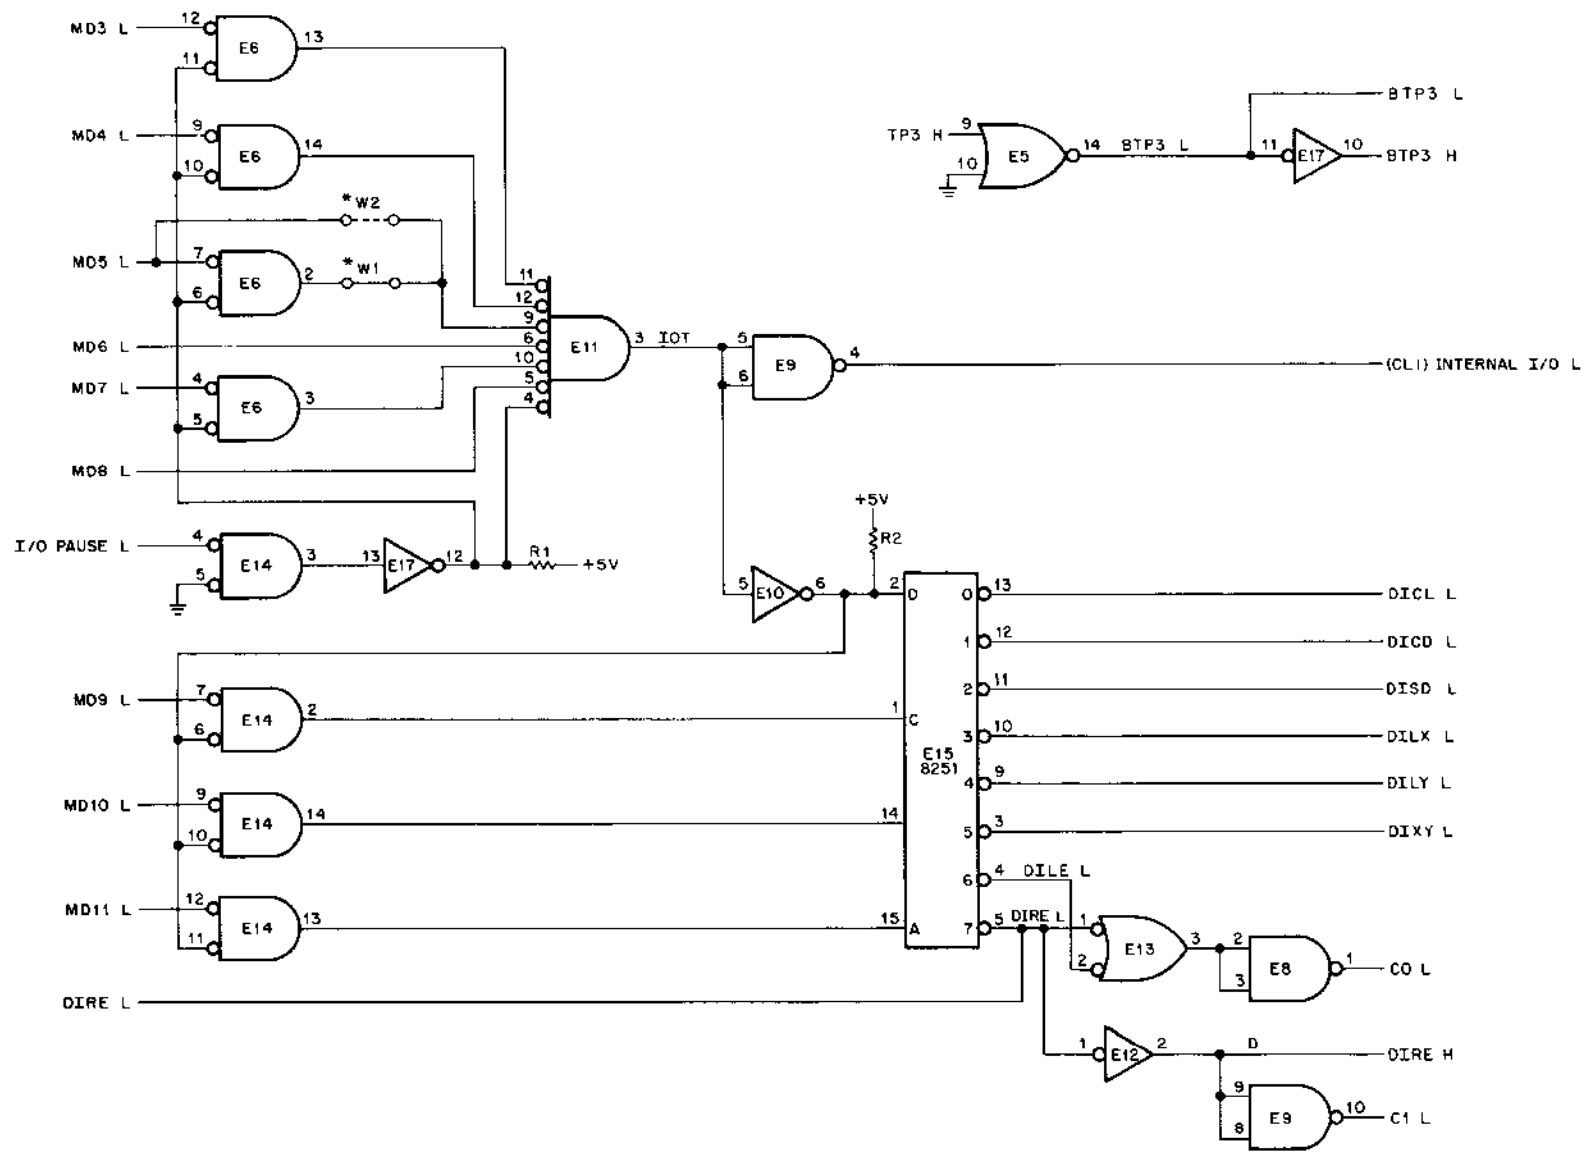 MD3 L
12
11
E6
13
MD4 L
9
10
E6
14
*W2
MD5 L
7
6
E6
2
*W1
MD6 L
MD7 L
4
5
E6
3
MD8 L
11
12
9
6
10
5
4
E11
3
IOT
5
6
E9
4
(CLI) INTERNAL I/O L
TP3 H
9
10
E5
14
BTP3 L
11
E17
10
BTP3 L
BTP3 H
I/O PAUSE L
4
5
E14
3
13
E17
12
R1
+5V
5
E10
6
+5V
R2
2
D
1
C
14
15
A
E15
8251
0
13
DICL L
1
12
DICD L
2
11
DISD L
3
10
DILX L
4
9
DILY L
5
3
DIXY L
6
4
DILE L
7
5
DIRE L
MD9 L
7
6
E14
2
MD10 L
9
10
E14
14
MD11 L
12
11
E14
13
DIRE L
1
2
E13
3
2
3
E8
1
C0 L
1
E12
2
D
DIRE H
9
8
E9
10
C1 L